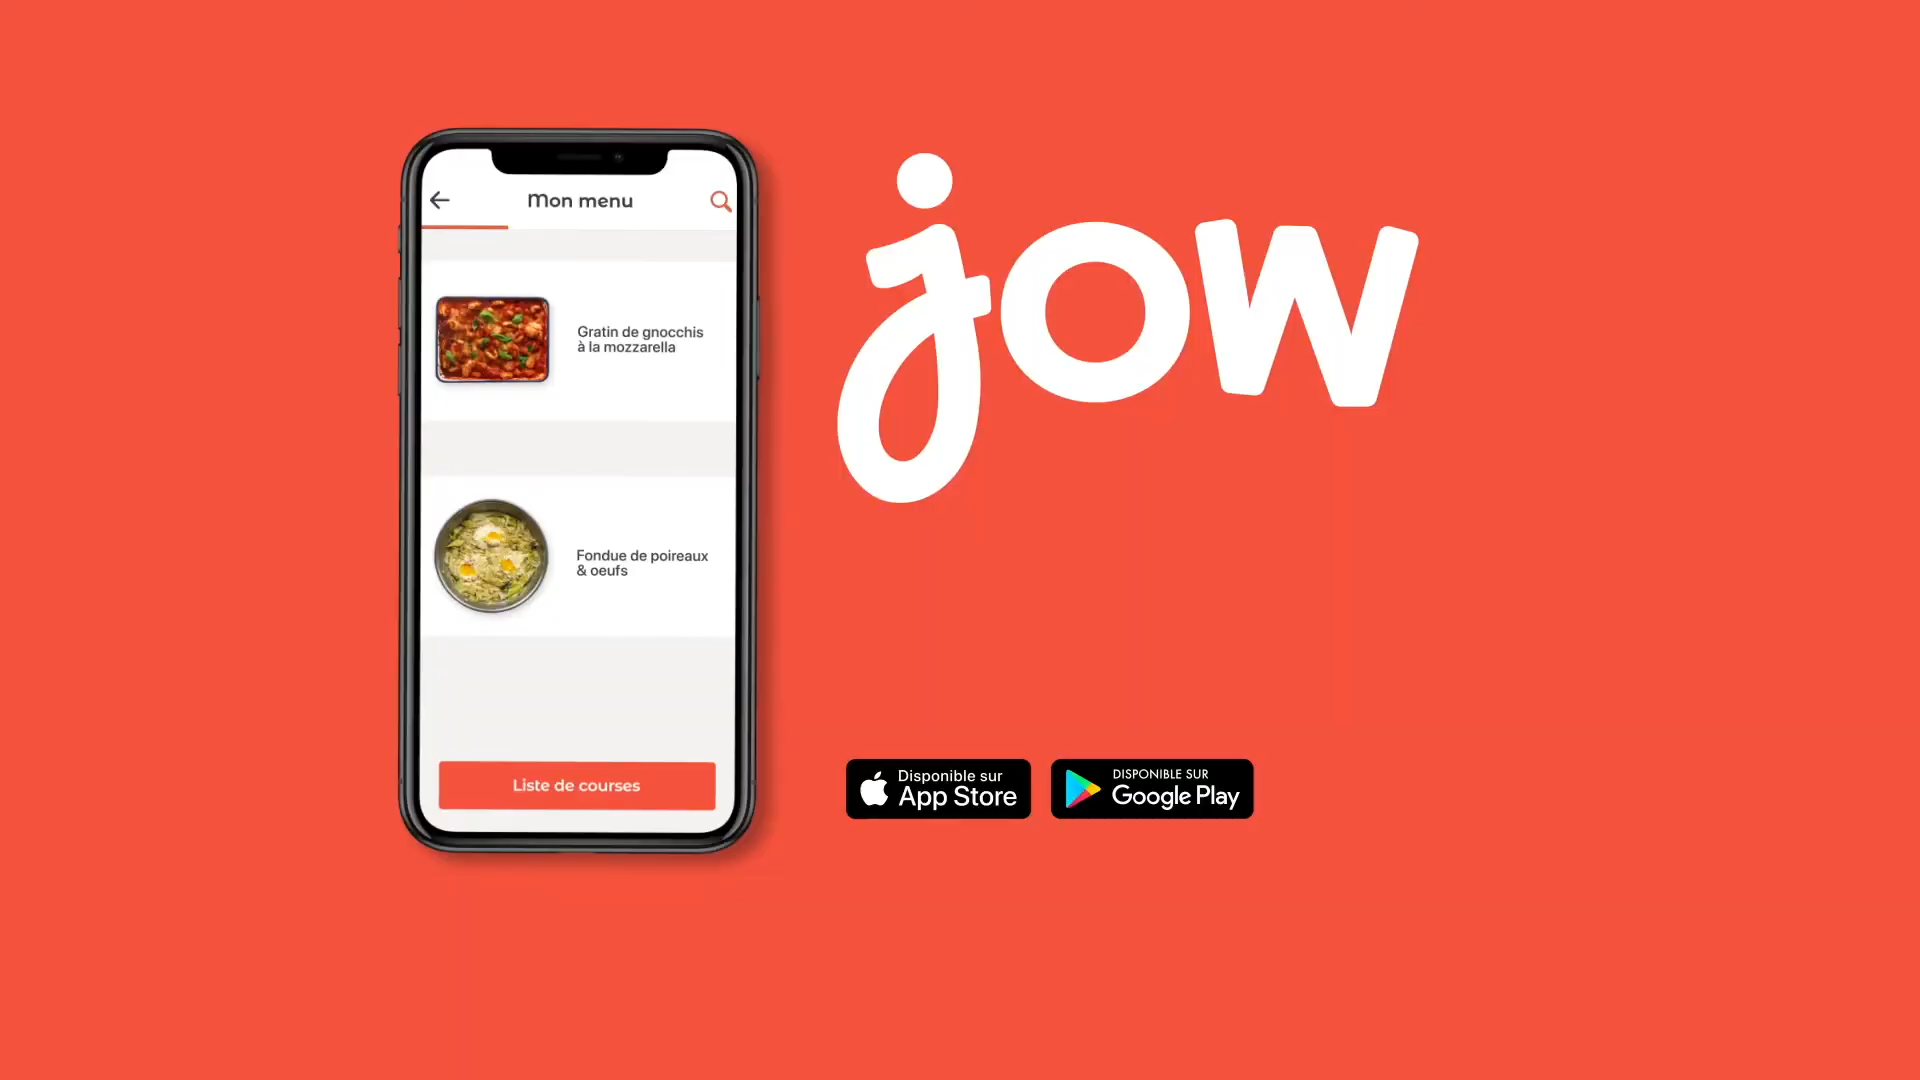 Mon menu
Gratin de gnocchis
à la mozzarella
Fondue de poireaux
& oeufs
Liste de courses
jow
Disponible sur
App Store
DISPONIBLE SUR
Google Play